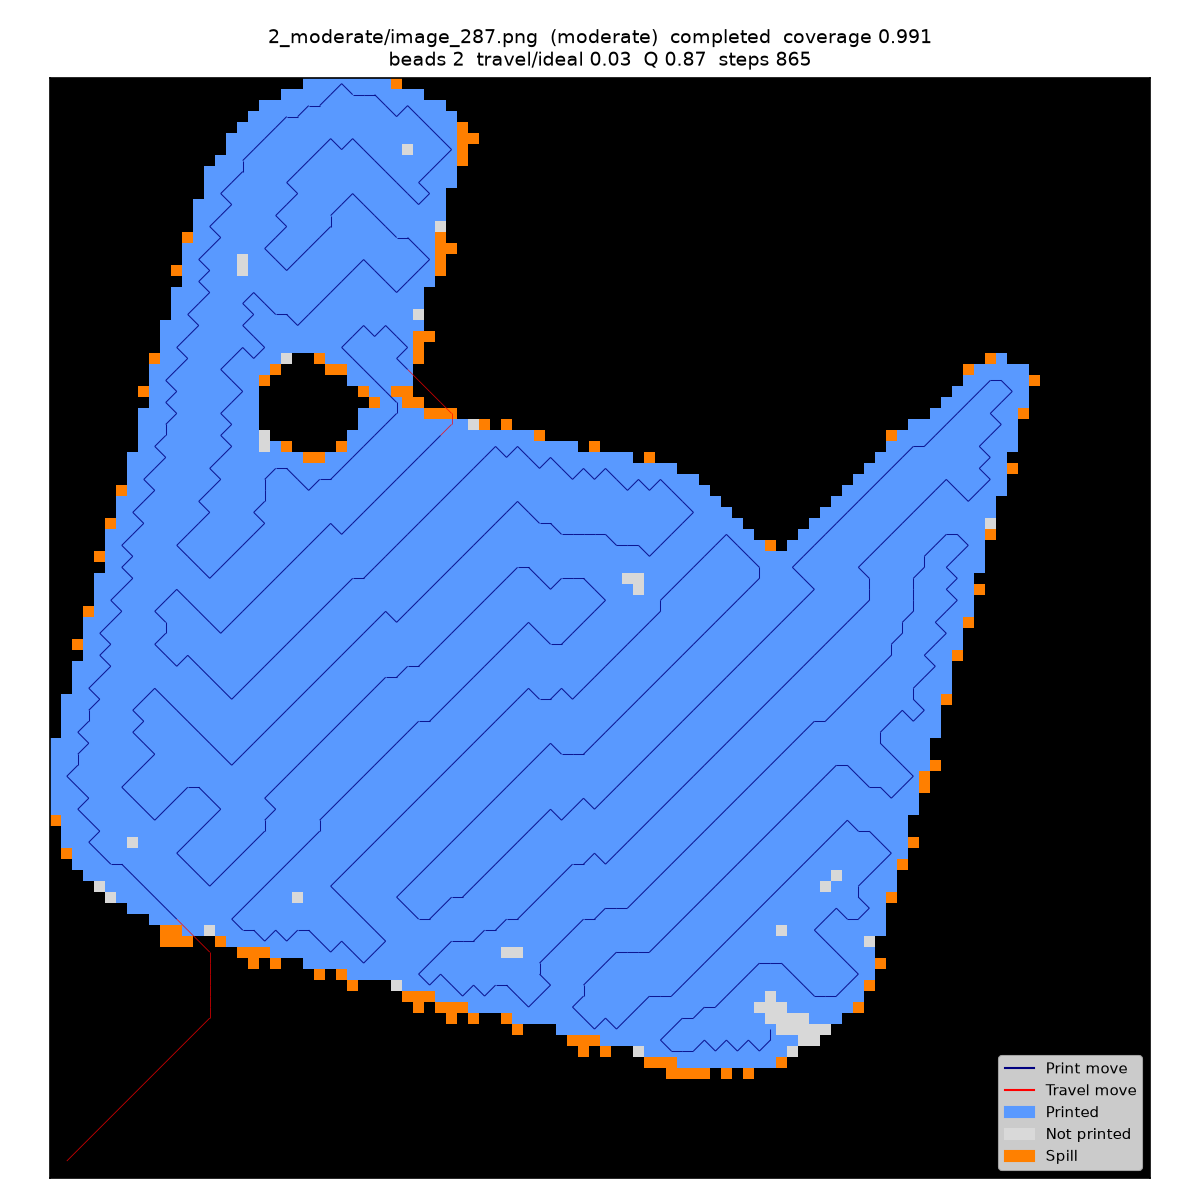 2_moderate/image_287.png  (moderate)  completed  coverage 0.991
beads 2  travel/ideal 0.03  Q 0.87  steps 865
Print move
Travel move
Printed
Not printed
Spill